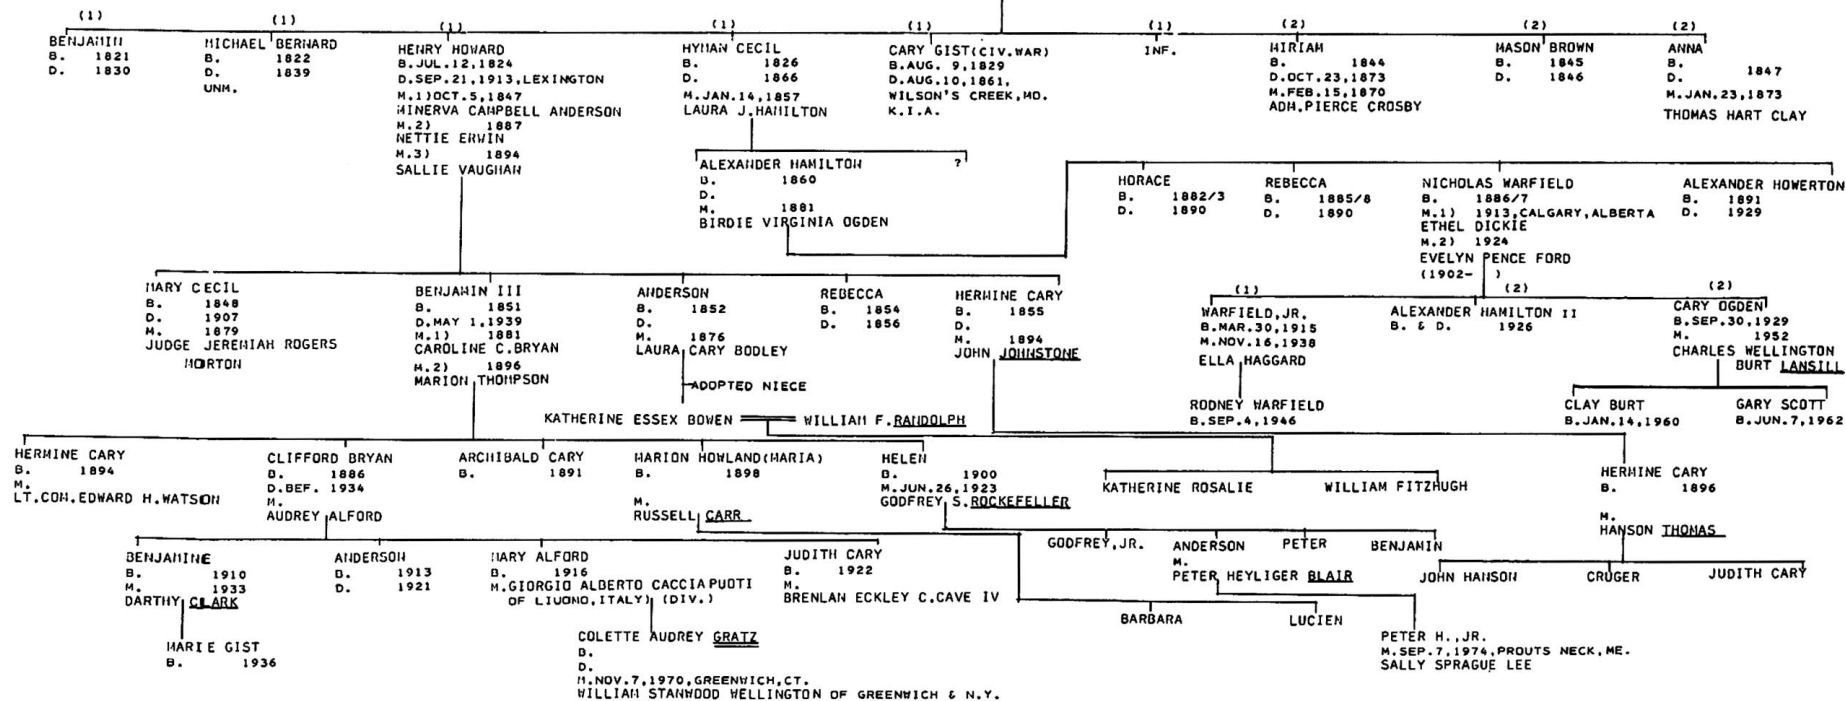 (1)
BENJAMIN
B. 1821
D. 1830
(1)
MICHAEL BERNARD
B. 1822
D. 1839
UNM.
(1)
HENRY HOWARD
B.JUL.12,1824
D.SEP.21,1913,LEXINGTON
M.1)OCT.5,1847
MINERVA CAMPBELL ANDERSON
M.2) 1887
NETTIE ERWIN
M.3) 1894
SALLIE VAUGHAN
(1)
HYMAN CECIL
B. 1826
D. 1866
M.JAN.14,1857
LAURA J.HAMILTON
(1)
CARY GIST(CIV.WAR)
B.AUG. 9,1829
D.AUG.10,1861,
WILSON'S CREEK,MO.
K.I.A.
(1)
INF.
(2)
MIRIAM
B. 1844
D.OCT.23,1873
M.FEB.15,1870
ADM.PIERCE CROSBY
(2)
MASON BROWN
B. 1845
D. 1846
(2)
ANNA
B.
D. 1847
M.JAN.23,1873
THOMAS HART CLAY
ALEXANDER HAMILTON
B. 1860
D.
M. 1881
BIRDIE VIRGINIA OGDEN
?
HORACE
B. 1882/3
D. 1890
REBECCA
B. 1885/8
D. 1890
NICHOLAS WARFIELD
B. 1886/7
M.1) 1913,CALGARY,ALBERTA
ETHEL DICKIE
M.2) 1924
EVELYN PENCE FORD
(1902- )
ALEXANDER HOWERTON
B. 1891
D. 1929
MARY CECIL
B. 1848
D. 1907
M. 1879
JUDGE JEREMIAH ROGERS
MORTON
BENJAMIN III
B. 1851
D.MAY 1,1939
M.1) 1881
CAROLINE C.BRYAN
M.2) 1896
MARION THOMPSON
ANDERSON
B. 1852
D.
M. 1876
LAURA CARY BODLEY
ADOPTED NIECE
REBECCA
B. 1854
D. 1856
HERMINE CARY
B. 1855
D.
M. 1894
JOHN JOHNSTONE
(1)
WARFIELD,JR.
B.MAR.30,1915
M.NOV.16,1938
ELLA HAGGARD
(2)
ALEXANDER HAMILTON II
B. & D. 1926
(2)
CARY OGDEN
B.SEP.30,1929
M. 1952
CHARLES WELLINGTON
BURT LANSILL
KATHERINE ESSEX BOWEN
WILLIAM F.RANDOLPH
RODNEY WARFIELD
B.SEP.4,1946
CLAY BURT
B.JAN.14,1960
GARY SCOTT
B.JUN.7,1962
HERMINE CARY
B. 1894
M.
LT.COM.EDWARD H.WATSON
CLIFFORD BRYAN
B. 1886
D.BEF. 1934
M.
AUDREY ALFORD
ARCHIBALD CARY
B. 1891
MARION HOWLAND(MARIA)
B. 1898
M.
RUSSELL CARR
HELEN
B. 1900
M.JUN.26,1923
GODFREY S.ROCKEFELLER
KATHERINE ROSALIE
WILLIAM FITZHUGH
HERMINE CARY
B. 1896
M.
HANSON THOMAS
BENJAMINE
B. 1910
M. 1933
DARTHY CLARK
ANDERSON
B. 1913
D. 1921
MARY ALFORD
B. 1916
M.GIORGIO ALBERTO CACCIAPUOTI
OF LIUONO,ITALY) (DIV.)
JUDITH CARY
B. 1922
M.
BRENLAN ECKLEY C.CAVE IV
GODFREY,JR.
ANDERSON
M.
PETER HEYLIGER BLAIR
PETER
BENJAMIN
JOHN HANSON
CRUGER
JUDITH CARY
MARIE GIST
B. 1936
COLETTE AUDREY GRATZ
B.
D.
M.NOV.7,1970,GREENWICH,CT.
WILLIAM STANWOOD WELLINGTON OF GREENWICH & N.Y.
BARBARA
LUCIEN
PETER H.,JR.
M.SEP.7,1974,PROUTS NECK,ME.
SALLY SPRAGUE LEE